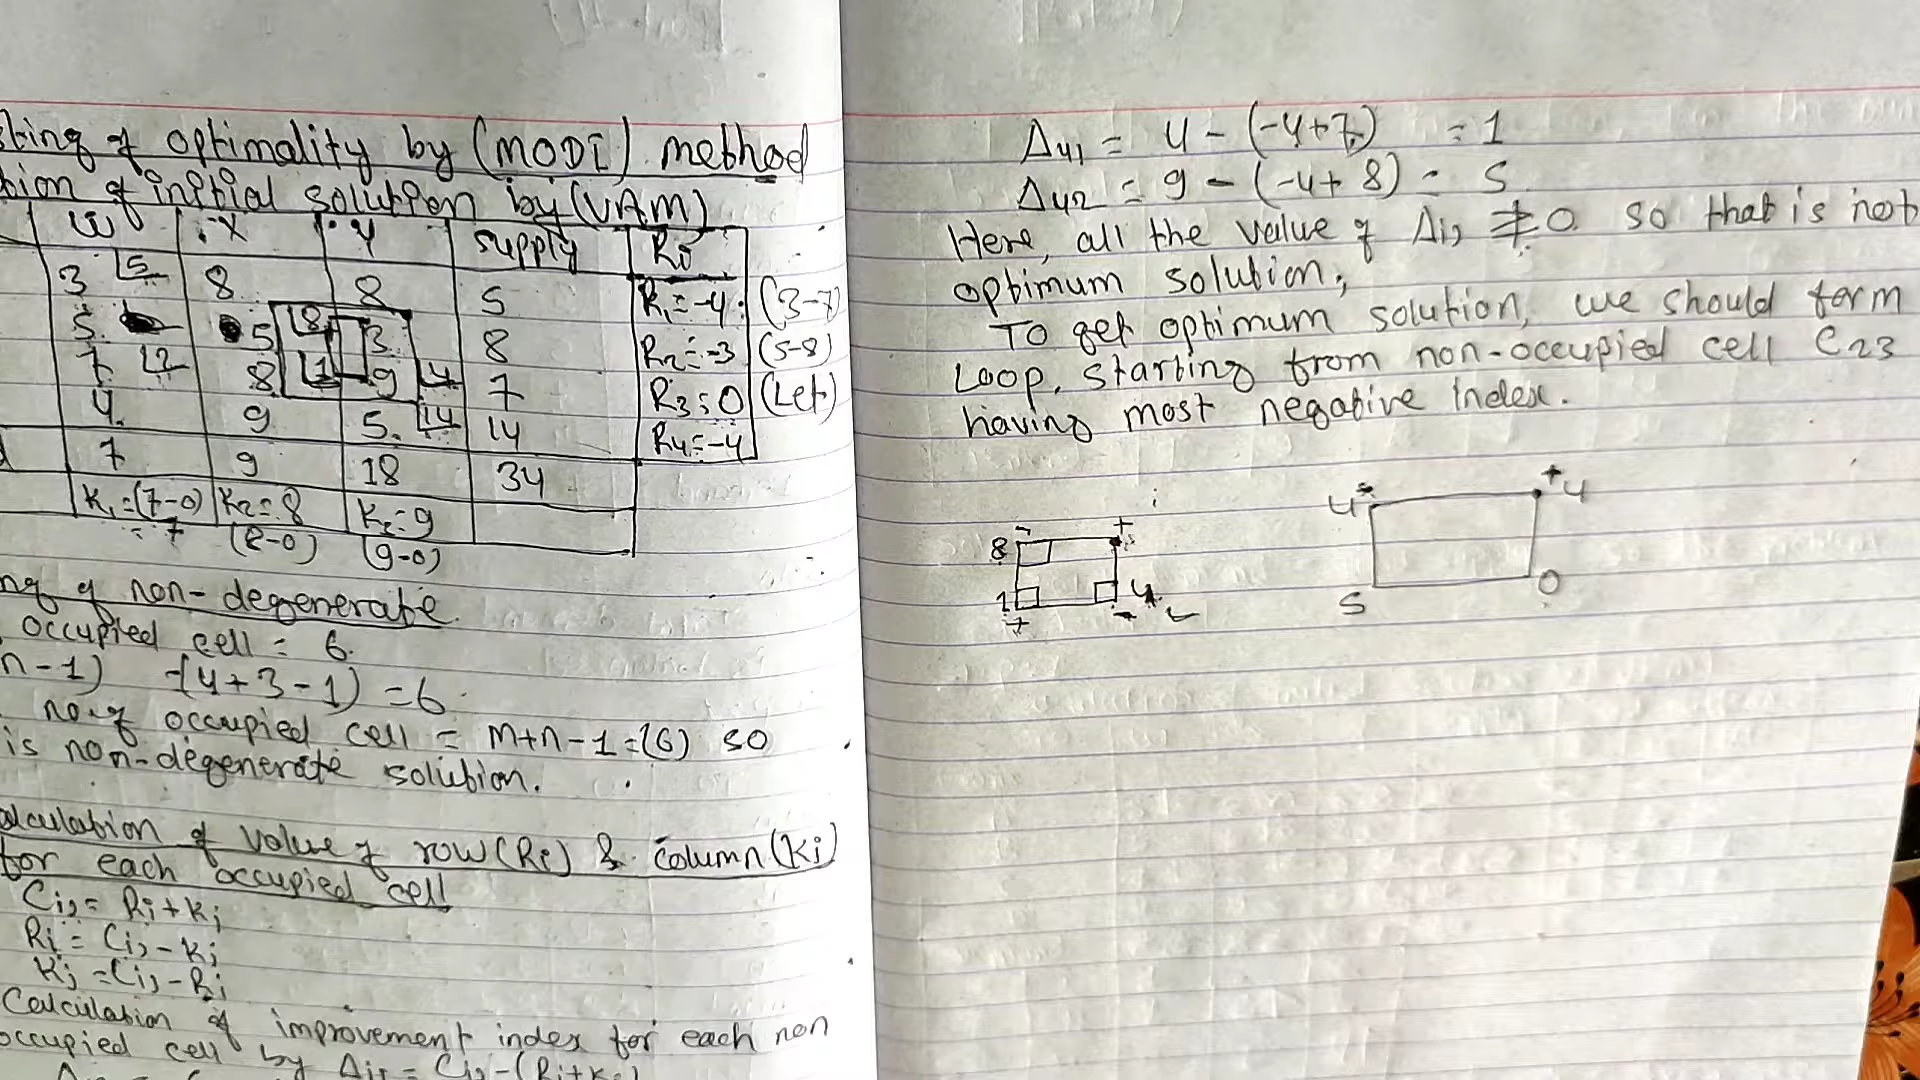 ting of optimality by (MODI) method
tion of initial solution by (VAM)
W X Y supply Ri
3 5 8 8 5 R1=-4 (3-7)
5 5 8 3 8 R2=-3 (5-8)
7 2 8 1 9 4 7 R3=0 (Let)
4 9 5 14 14 R4=-4
d 7 9 18 34
K1=(7-0) K2=8 K2=9
=7 (8-0) (9-0)
ng of non-degenerate
occupied cell = 6.
n-1) (4+3-1) =6
no. of occupied cell = m+n-1=(6) so
is non-degenerate solution.
alculation of value of row(Ri) & column(Kj)
for each occupied cell
Cij = Ri+Kj
Ri = Cij-Kj
Kj =Cij-Ri
Calculation of improvement index for each non
occupied cell by Δij = Cij-(Ri+Kj)
Δ41 = 4 - (-4+7) = 1
Δ42 = 9 - (-4+8) = 5
Here, all the value of Δij ≱ 0 so that is not
optimum solution,
To get optimum solution, we should form
Loop, starting from non-occupied cell C23
having most negative index.
- +
8
1 4
+ -
4 +4
5 0